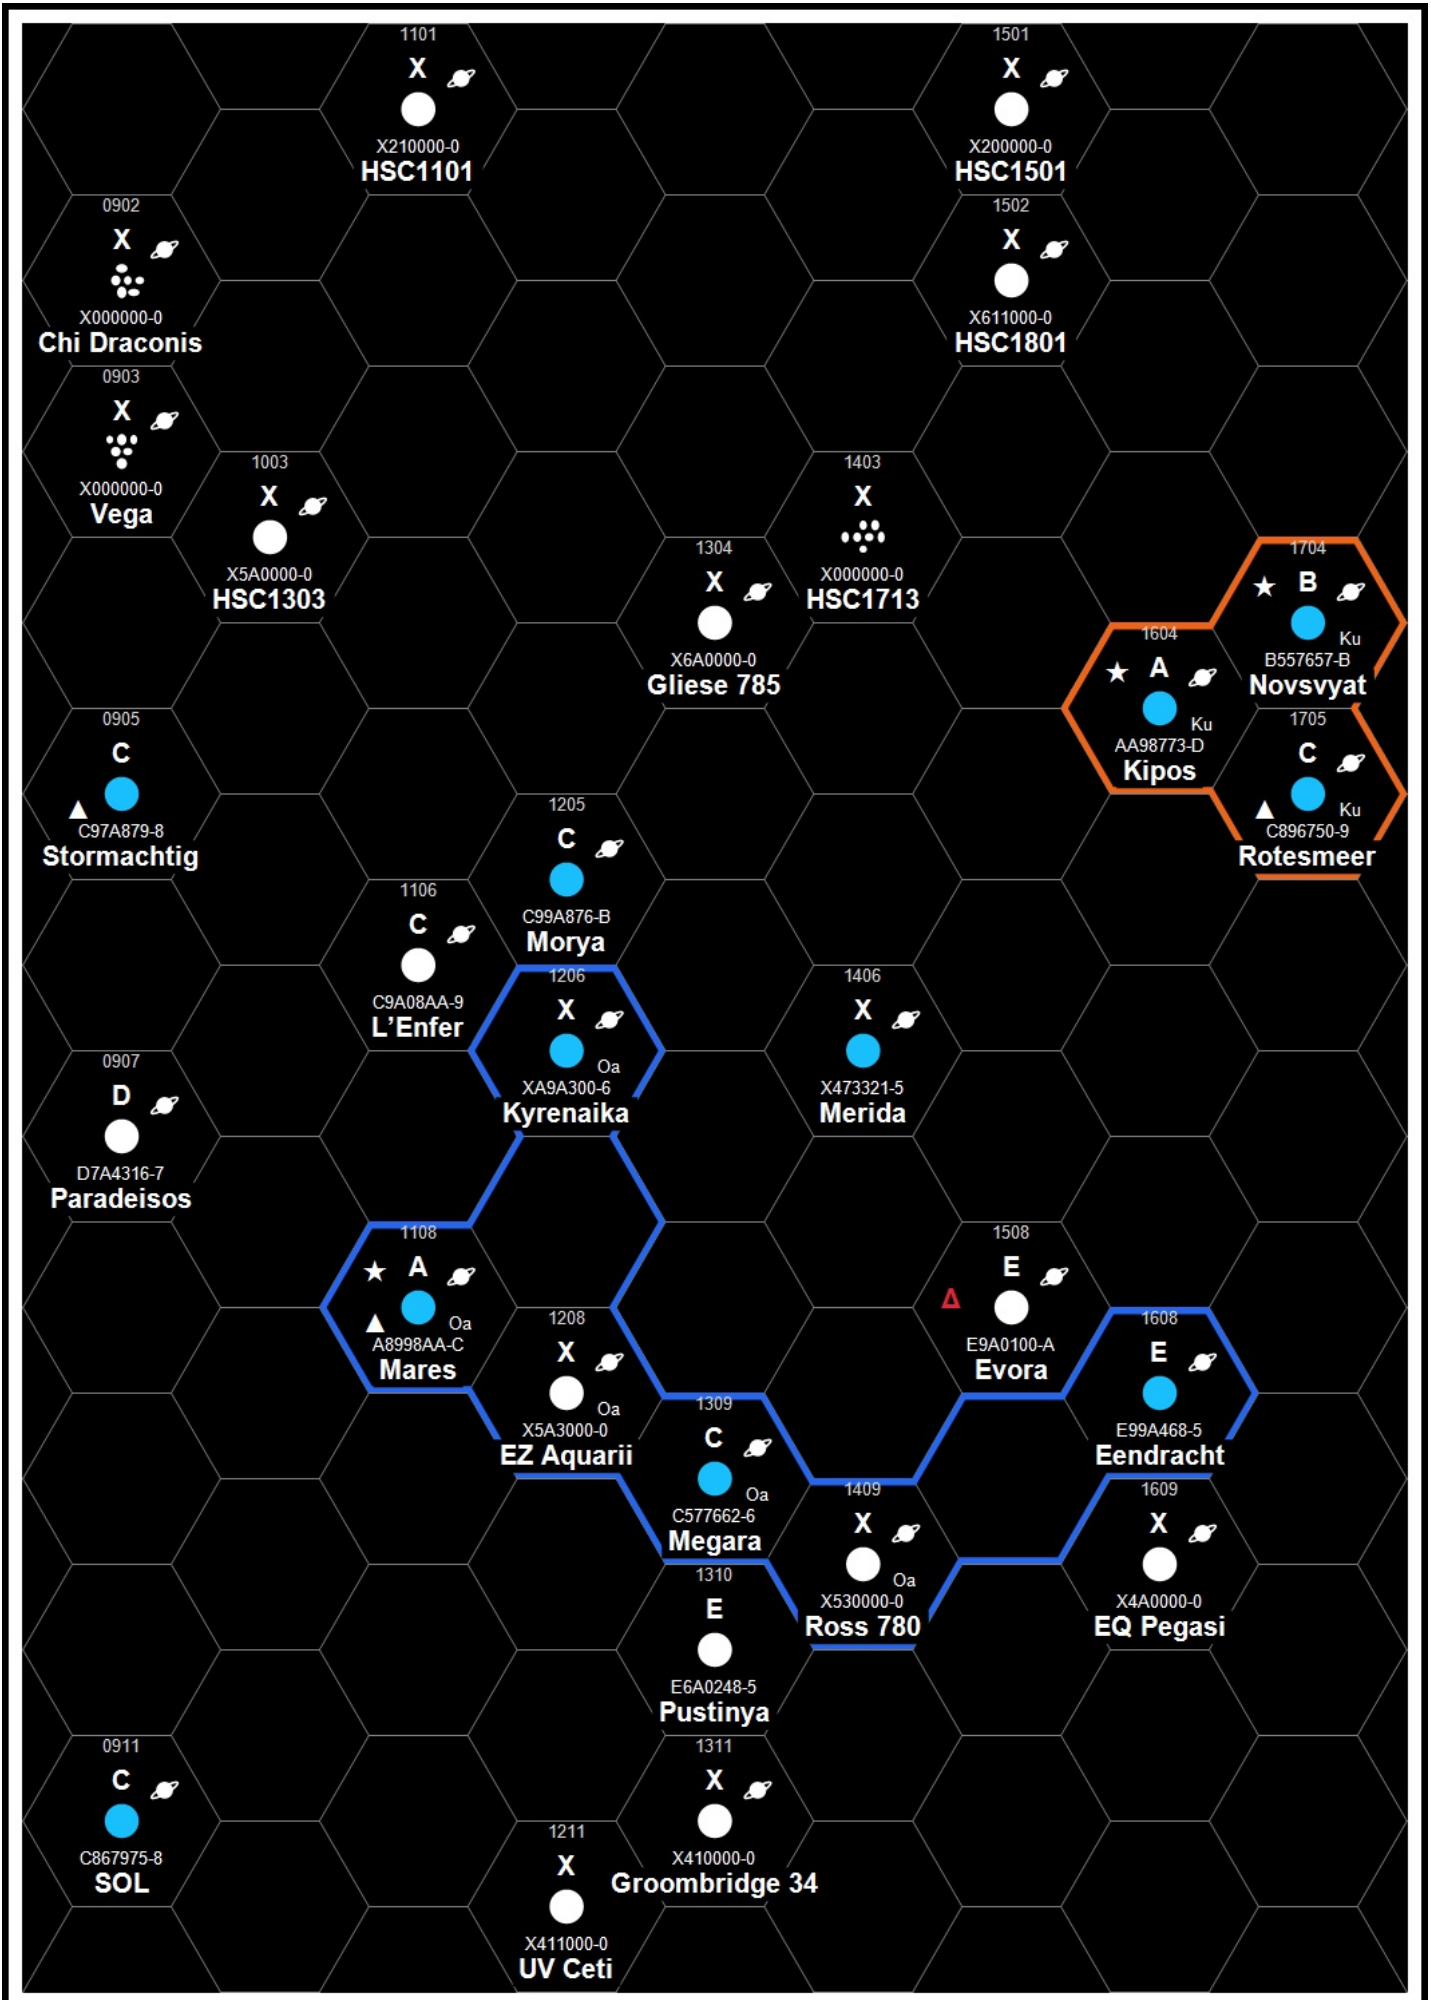 1101
X
X210000-0
HSC1101
1501
X
X200000-0
HSC1501
0902
X
X000000-0
Chi Draconis
1502
X
X611000-0
HSC1801
0903
X
X000000-0
Vega
1003
X
X5A0000-0
HSC1303
1403
X
X000000-0
HSC1713
1304
X
X6A0000-0
Gliese 785
1704
B
Ku
B557657-B
Novsvyat
1604
A
Ku
AA98773-D
Kipos
0905
C
C97A879-8
Stormachtig
1705
C
Ku
C896750-9
Rotesmeer
1205
C
C99A876-B
Morya
1106
C
C9A08AA-9
L'Enfer
1206
X
Oa
XA9A300-6
Kyrenaika
1406
X
X473321-5
Merida
0907
D
D7A4316-7
Paradeisos
1108
A
Oa
A8998AA-C
Mares
1508
E
Δ
E9A0100-A
Evora
1208
X
Oa
X5A3000-0
EZ Aquarii
1608
E
E99A468-5
Eendracht
1309
C
Oa
C577662-6
Megara
1409
X
Oa
X530000-0
Ross 780
1609
X
X4A0000-0
EQ Pegasi
1310
E
E6A0248-5
Pustinya
0911
C
C867975-8
SOL
1311
X
X410000-0
Groombridge 34
1211
X
X411000-0
UV Ceti